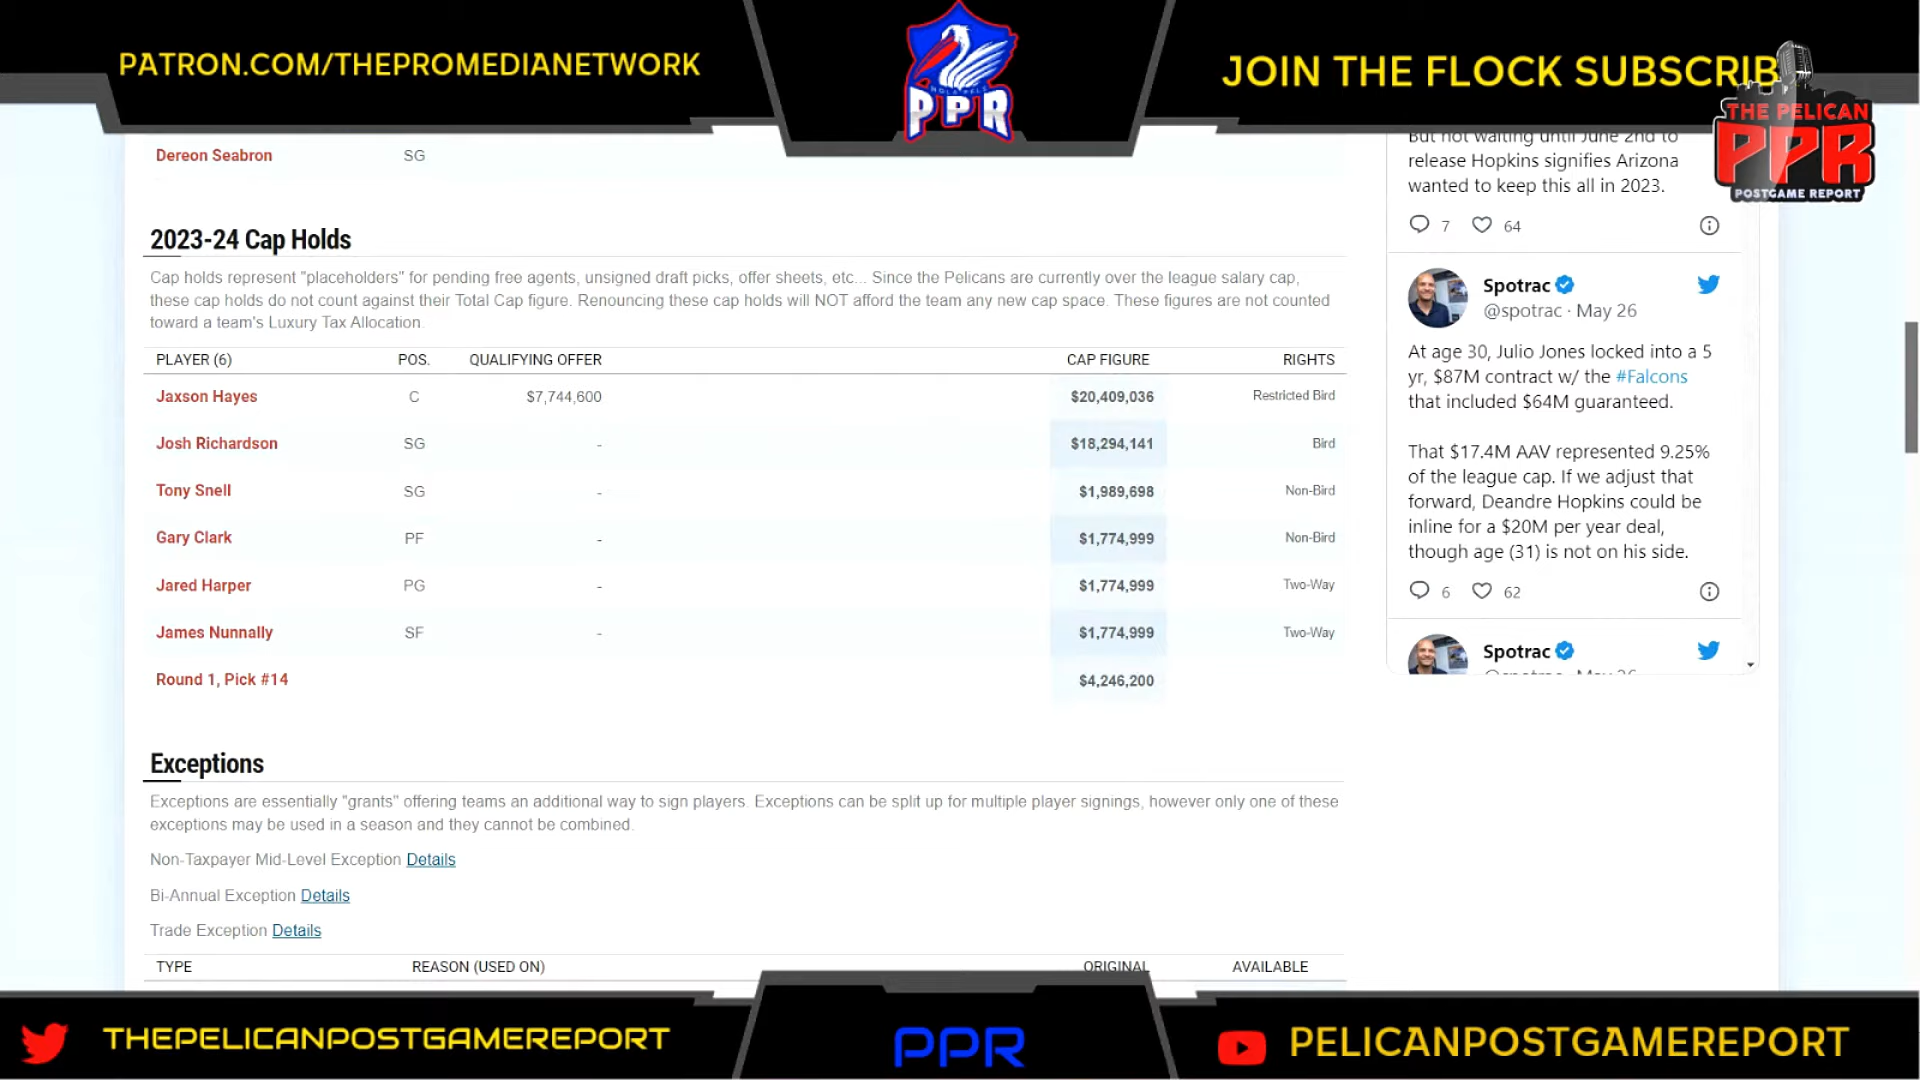 PATRON.COM/THEPROMEDIANETWORK
NOLA PELS
PPR
JOIN THE FLOCK SUBSCRIB
THE PELICAN
PPR
POSTGAME REPORT
Dereon Seabron SG
2023-24 Cap Holds
Cap holds represent "placeholders" for pending free agents, unsigned draft picks, offer sheets, etc... Since the Pelicans are currently over the league salary cap,
these cap holds do not count against their Total Cap figure. Renouncing these cap holds will NOT afford the team any new cap space. These figures are not counted
toward a team's Luxury Tax Allocation.
PLAYER (6) POS. QUALIFYING OFFER CAP FIGURE RIGHTS
Jaxson Hayes C $7,744,600 $20,409,036 Restricted Bird
Josh Richardson SG - $18,294,141 Bird
Tony Snell SG - $1,989,698 Non-Bird
Gary Clark PF - $1,774,999 Non-Bird
Jared Harper PG - $1,774,999 Two-Way
James Nunnally SF - $1,774,999 Two-Way
Round 1, Pick #14 $4,246,200
Exceptions
Exceptions are essentially "grants" offering teams an additional way to sign players. Exceptions can be split up for multiple player signings, however only one of these
exceptions may be used in a season and they cannot be combined.
Non-Taxpayer Mid-Level Exception Details
Bi-Annual Exception Details
Trade Exception Details
TYPE REASON (USED ON) ORIGINAL AVAILABLE
But not waiting until June 2nd to
release Hopkins signifies Arizona
wanted to keep this all in 2023.
7 64
Spotrac
@spotrac · May 26
At age 30, Julio Jones locked into a 5
yr, $87M contract w/ the #Falcons
that included $64M guaranteed.
That $17.4M AAV represented 9.25%
of the league cap. If we adjust that
forward, Deandre Hopkins could be
inline for a $20M per year deal,
though age (31) is not on his side.
6 62
Spotrac
@spotrac · May 26
THEPELICANPOSTGAMEREPORT
PPR
PELICANPOSTGAMEREPORT